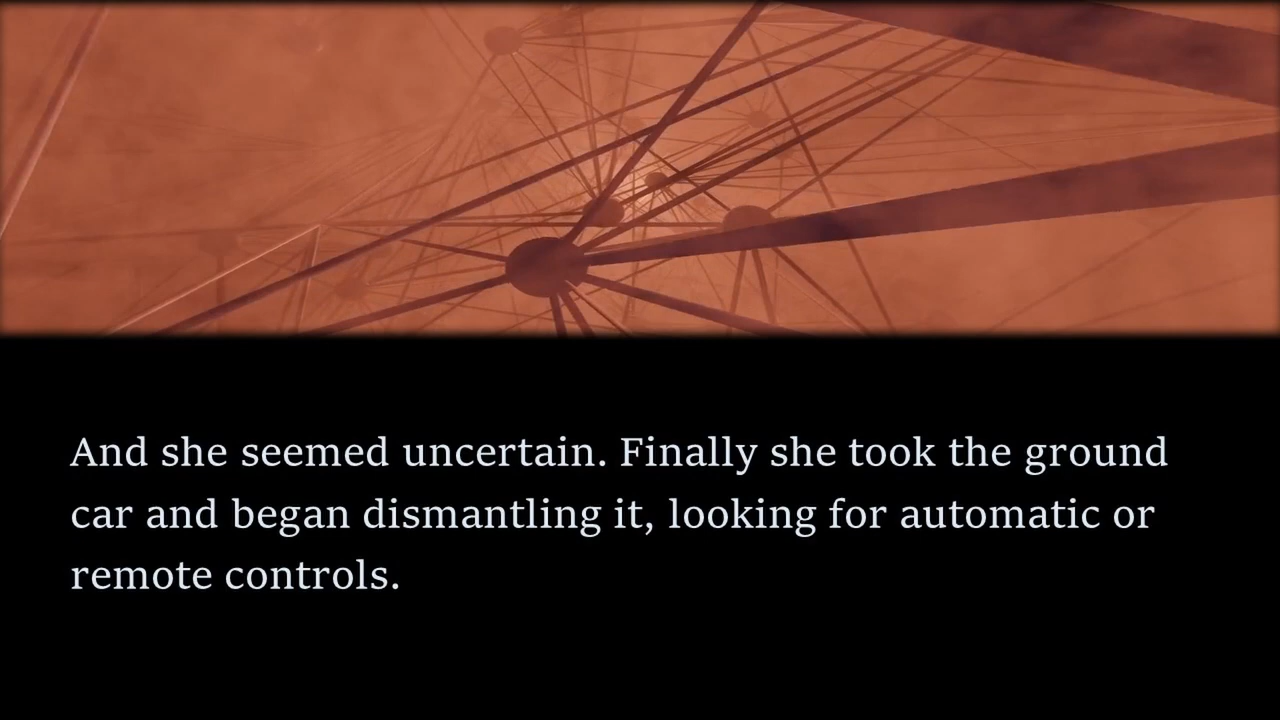 And she seemed uncertain. Finally she took the ground
car and began dismantling it, looking for automatic or
remote controls.